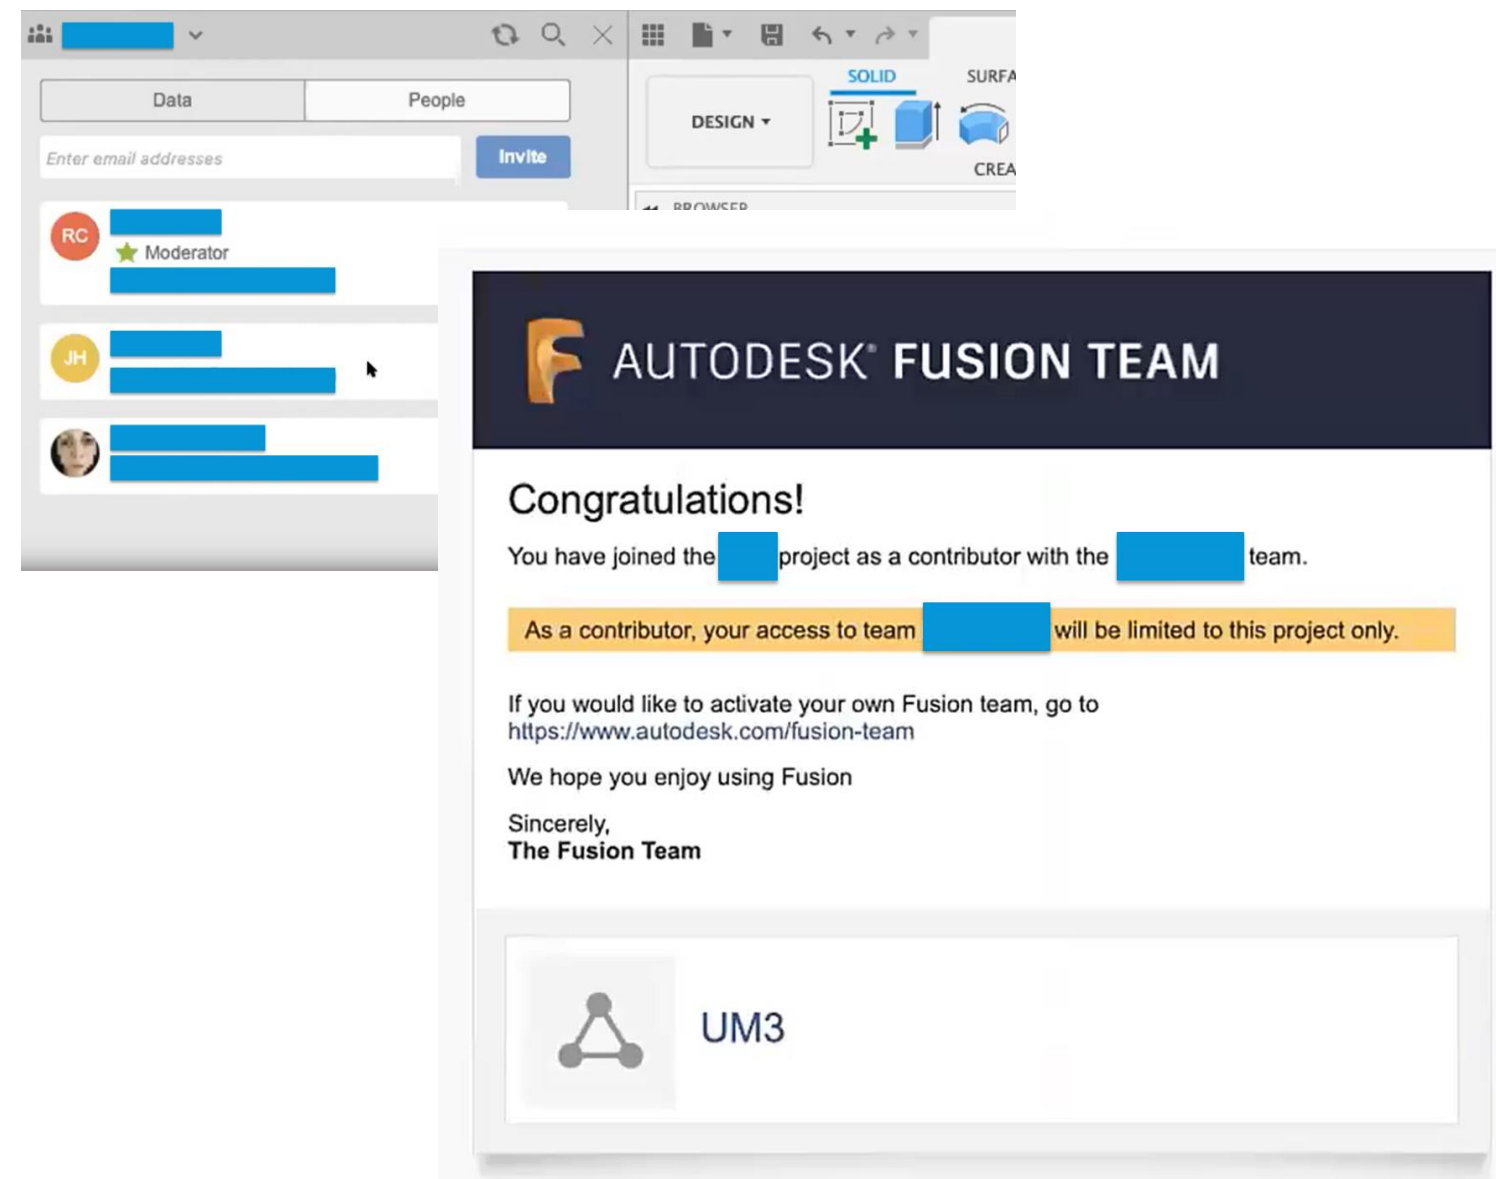 Data
People
Enter email addresses
Invite
RC
Moderator
JH
DESIGN
SOLID
SURFA
CREA
BROWSER
AUTODESK® FUSION TEAM
Congratulations!
You have joined the project as a contributor with the team.
As a contributor, your access to team will be limited to this project only.
If you would like to activate your own Fusion team, go to
https://www.autodesk.com/fusion-team
We hope you enjoy using Fusion
Sincerely,
The Fusion Team
UM3